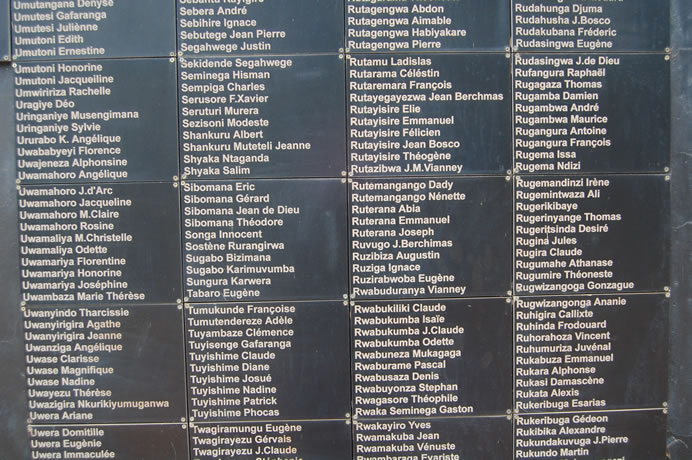 Umutangana Denyse
Umutesi Gafaranga
Umutesi Juliènne
Umutoni Edith
Umutoni Ernestine
Umutoni Honorine
Umutoni Jacqueline
Umwiririza Rachelle
Uragiye Déo
Uringaniye Musengimana
Uringaniye Sylvie
Ururabo K. Angélique
Uwababyeyi Florence
Uwajeneza Alphonsine
Uwamahoro Angélique
Uwamahoro J.d'Arc
Uwamahoro Jacqueline
Uwamahoro M.Claire
Uwamahoro Rosine
Uwamaliya M.Christelle
Uwamaliya Odette
Uwamariya Florentine
Uwamariya Honorine
Uwamariya Joséphine
Uwambaza Marie Thérèse
Uwanyindo Tharcissie
Uwanyirigira Agathe
Uwanyirigira Jeanne
Uwanziga Angélique
Uwase Clarisse
Uwase Magnifique
Uwase Nadine
Uwayezu Thérèse
Uwazigira Nkurikiyumuganwa
Uwera Ariane
Uwera Domitille
Uwera Eugènie
Uwera Immaculée
Sebera André
Sebihire Ignace
Sebutege Jean Pierre
Segahwege Justin
Sekidende Segahwege
Seminega Hisman
Sempiga Charles
Serusore F.Xavier
Seruturi Murera
Sezisoni Modeste
Shankuru Albert
Shankuru Muteteli Jeanne
Shyaka Ntaganda
Shyaka Salim
Sibomana Eric
Sibomana Gérard
Sibomana Jean de Dieu
Sibomana Théodore
Songa Innocent
Sostène Rurangirwa
Sugabo Bizimana
Sugabo Karimuvumba
Sungura Karwera
Tabaro Eugène
Tumukunde Françoise
Tumutendereze Adèle
Tuyambaze Clémence
Tuyisenge Gafaranga
Tuyishime Claude
Tuyishime Diane
Tuyishime Josué
Tuyishime Nadine
Tuyishime Patrick
Tuyishime Phocas
Twagiramungu Eugène
Twagirayezu Gérvais
Twagirayezu J.Claude
Rutagengwa Abdon
Rutagengwa Aimable
Rutagengwa Habiyakare
Rutagengwa Pierre
Rutamu Ladislas
Rutarama Céléstin
Rutaremara François
Rutayegayezwa Jean Berchmas
Rutayisire Elie
Rutayisire Emmanuel
Rutayisire Félicien
Rutayisire Jean Bosco
Rutayisire Théogène
Rutazibwa J.M.Vianney
Rutemangango Dady
Rutemangango Nénette
Ruterana Abia
Ruterana Emmanuel
Ruterana Joseph
Ruvugo J.Berchimas
Ruzibiza Augustin
Ruziga Ignace
Ruzirabwoba Eugène
Rwabuduranya Vianney
Rwabukiliki Claude
Rwabukumba Isaïe
Rwabukumba J.Claude
Rwabukumba Odette
Rwabuneza Mukagaga
Rwaburame Pascal
Rwabusaza Denis
Rwabuyonza Stephan
Rwagasore Théophile
Rwaka Seminega Gaston
Rwakayiro Yves
Rwamakuba Jean
Rwamakuba Vénuste
Rwambaraga Evariste
Rudahunga Djuma
Rudahusha J.Bosco
Rudakubana Fréderic
Rudasingwa Eugène
Rudasingwa J.de Dieu
Rufangura Raphaël
Rugagaza Thomas
Rugamba Damien
Rugambwa André
Rugambwa Maurice
Rugangura Antoine
Rugangura François
Rugema Issa
Rugema Ndizi
Rugemandinzi Irène
Rugemintwaza Ali
Rugerikibaye
Rugerinyange Thomas
Rugeritsinda Desiré
Rugina Jules
Rugira Claude
Rugumahe Athanase
Rugumire Théoneste
Rugwizangoga Gonzague
Rugwizangonga Ananie
Ruhigira Callixte
Ruhinda Frodouard
Ruhorahoza Vincent
Ruhumuriza Juvénal
Rukabuza Emmanuel
Rukara Alphonse
Rukasi Damascène
Rukata Alexis
Rukeribuga Esarias
Rukeribuga Gédeon
Rukibika Alexandre
Rukundakuvuga J.Pierre
Rukundo Martin